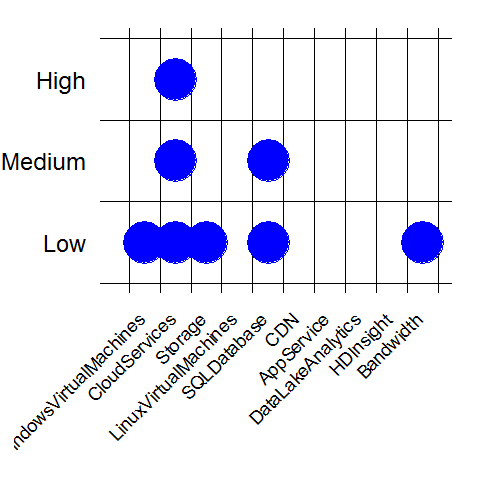 High
Medium
Low
ndowsVirtualMachines
CloudServices
Storage
LinuxVirtualMachines
SQLDatabase
CDN
AppService
DataLakeAnalytics
HDInsight
Bandwidth